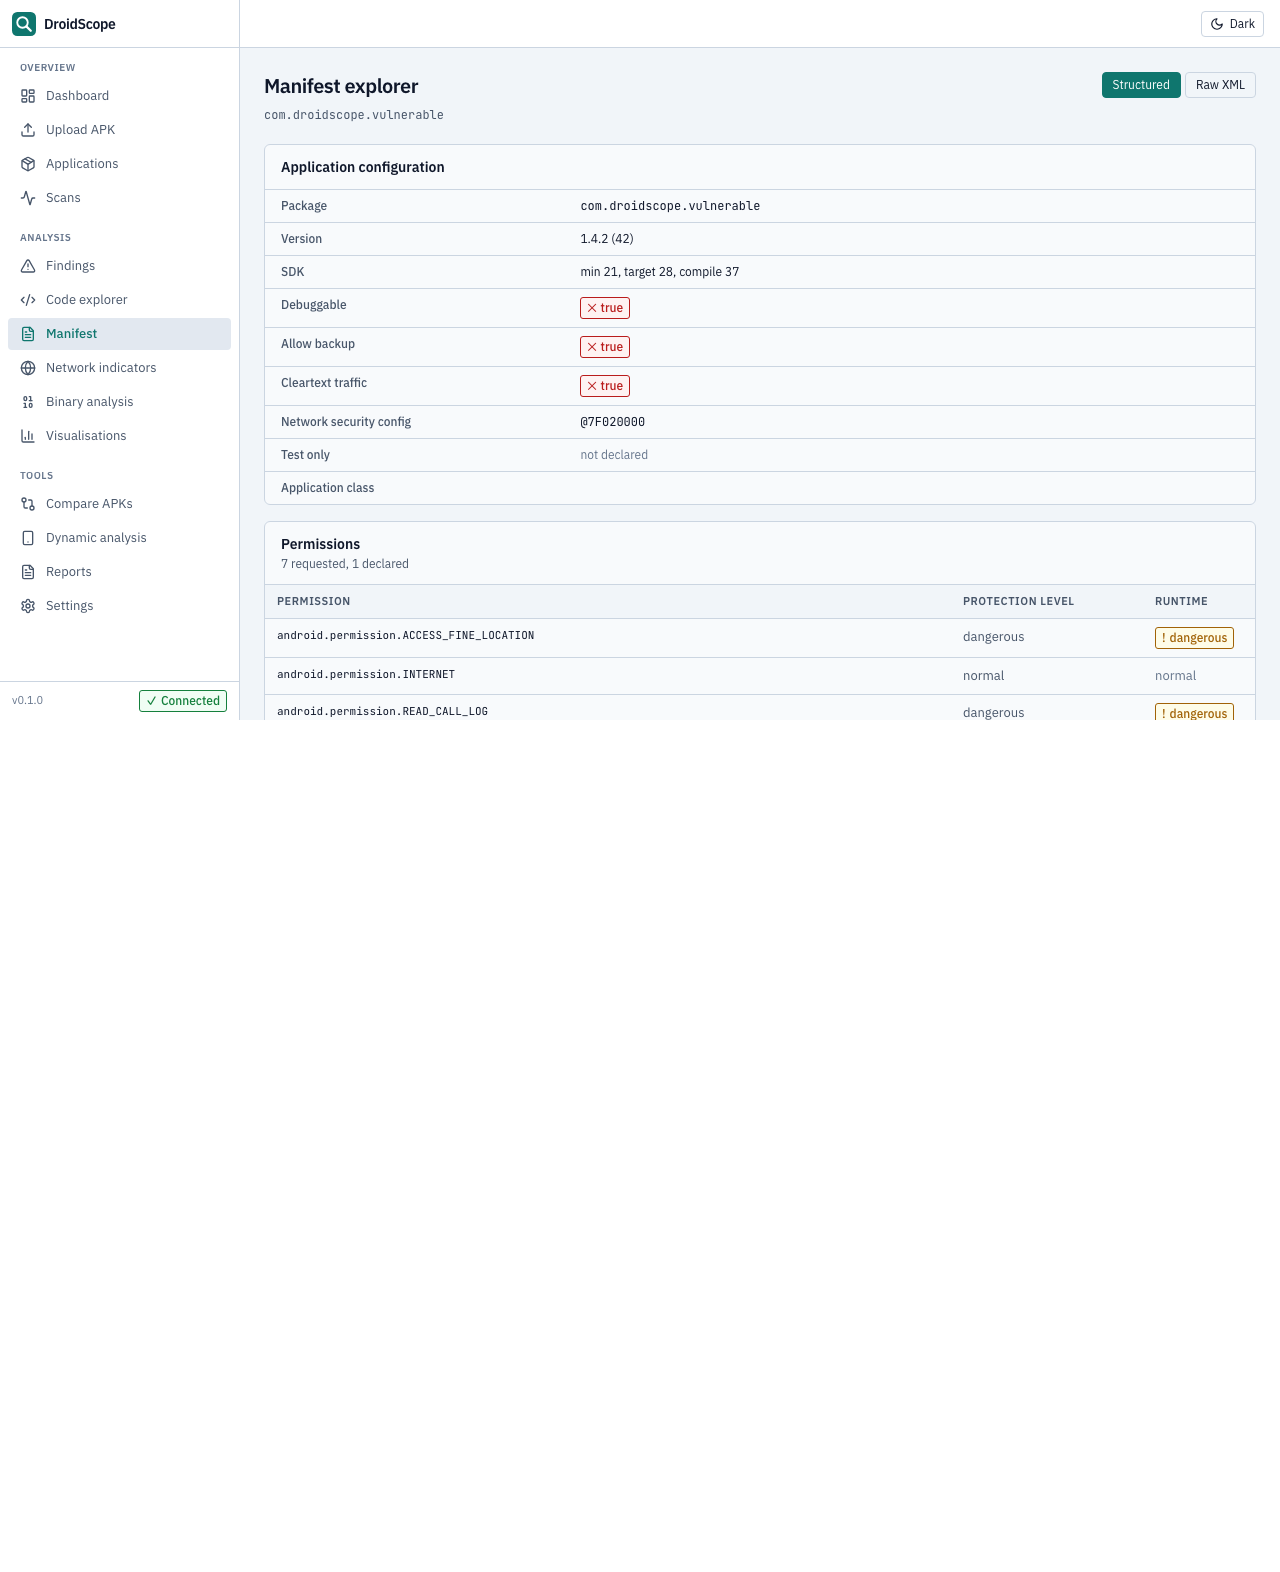 DroidScope
Dark
OVERVIEW
Dashboard
Upload APK
Applications
Scans
ANALYSIS
Findings
Code explorer
Manifest
Network indicators
Binary analysis
Visualisations
TOOLS
Compare APKs
Dynamic analysis
Reports
Settings
v0.1.0
Connected
Manifest explorer
com.droidscope.vulnerable
Structured
Raw XML
Application configuration
Package com.droidscope.vulnerable
Version 1.4.2 (42)
SDK min 21, target 28, compile 37
Debuggable true
Allow backup true
Cleartext traffic true
Network security config @7F020000
Test only not declared
Application class
Permissions
7 requested, 1 declared
PERMISSION PROTECTION LEVEL RUNTIME
android.permission.ACCESS_FINE_LOCATION dangerous ! dangerous
android.permission.INTERNET normal normal
android.permission.READ_CALL_LOG dangerous ! dangerous